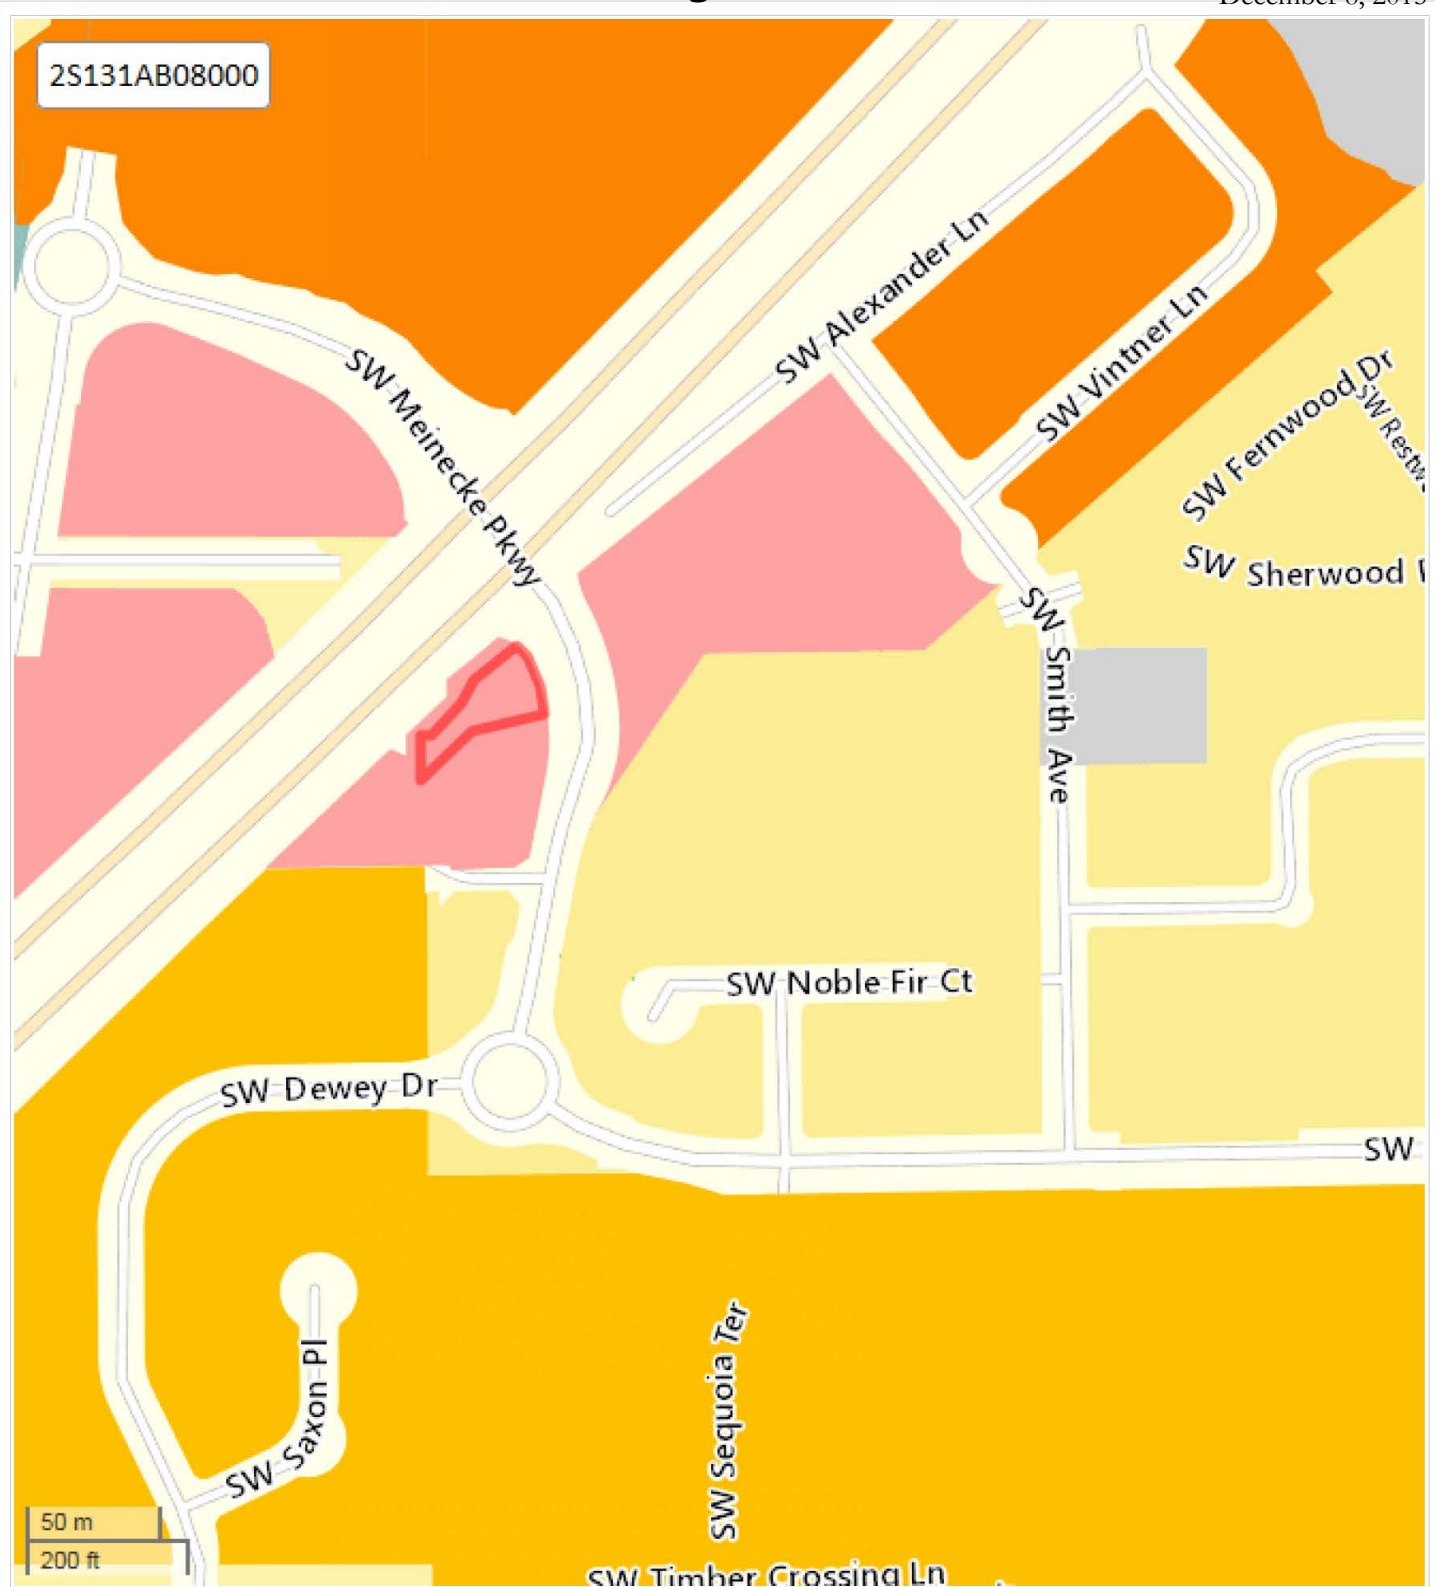 2S131AB08000
SW Alexander Ln
SW Vintner Ln
SW Meinecke Pkwy
SW Fernwood Dr
SW Sherwood
SW Smith Ave
SW Noble Fir Ct
SW Dewey Dr
SW
SW Saxon Pl
SW Sequoia Ter
50 m
200 ft
SW Timber Crossing Ln